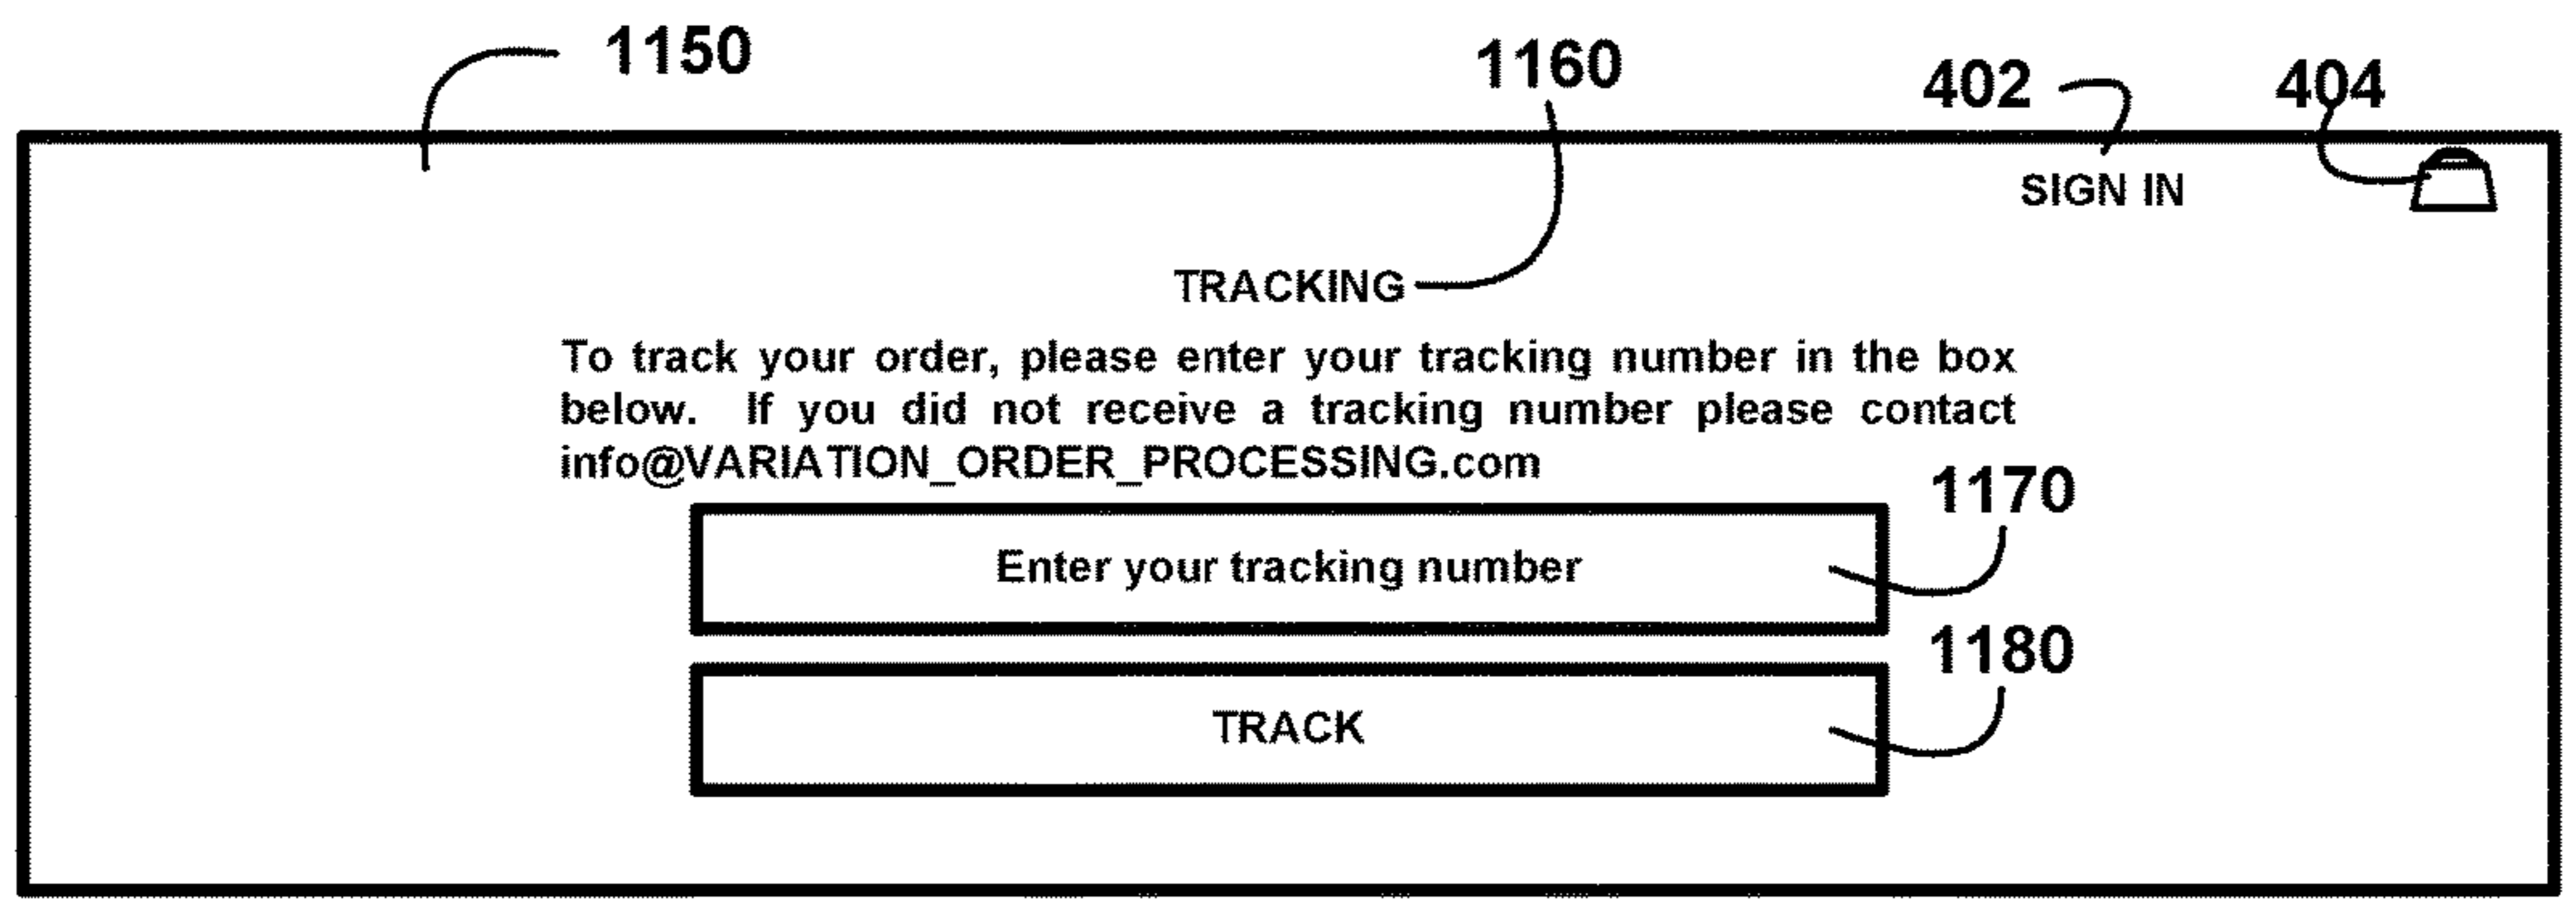 1150
1160
402
404
SIGN IN
TRACKING
To track your order, please enter your tracking number in the box
below. If you did not receive a tracking number please contact
info@VARIATION_ORDER_PROCESSING.com
1170
Enter your tracking number
1180
TRACK